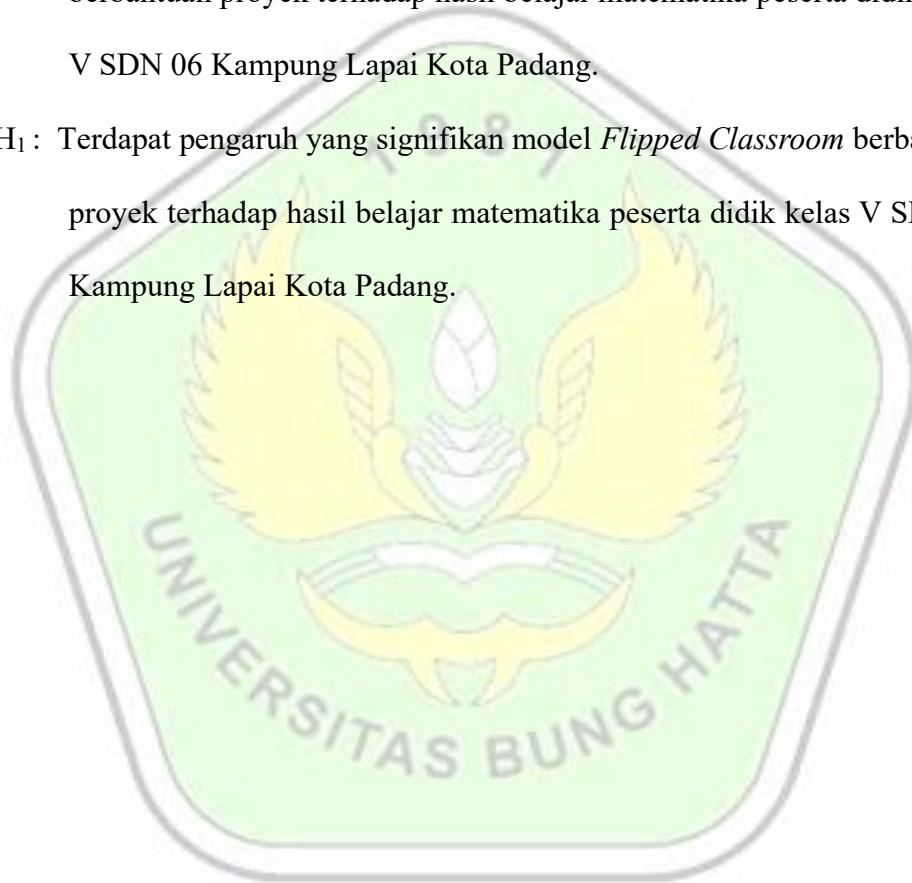 V SDN 06 Kampung Lapai Kota Padang.
H₁ : Terdapat pengaruh yang signifikan model Flipped Classroom
proyek terhadap hasil belajar matematika peserta didik kelas V
Kampung Lapai Kota Padang.
1981
UNIVERSITAS BUNG HATTA